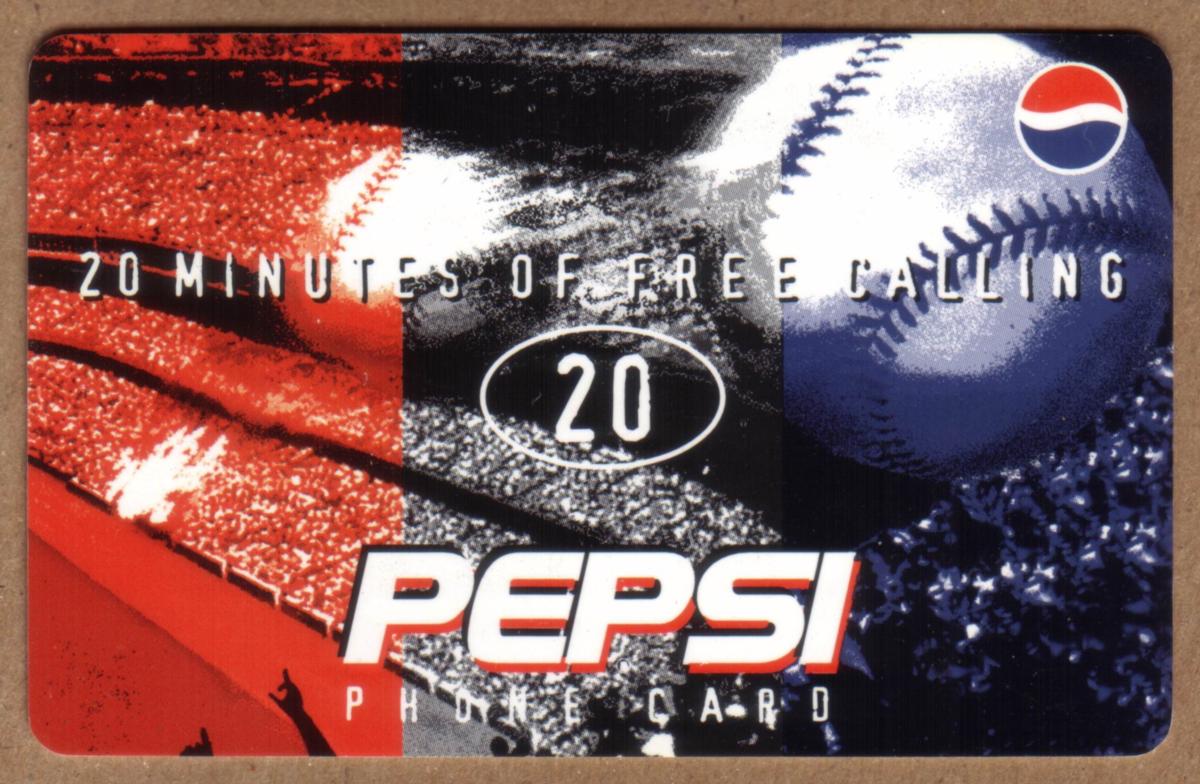 20 MINUTES OF FREE CALLING
20
PEPSI
PHONE CARD